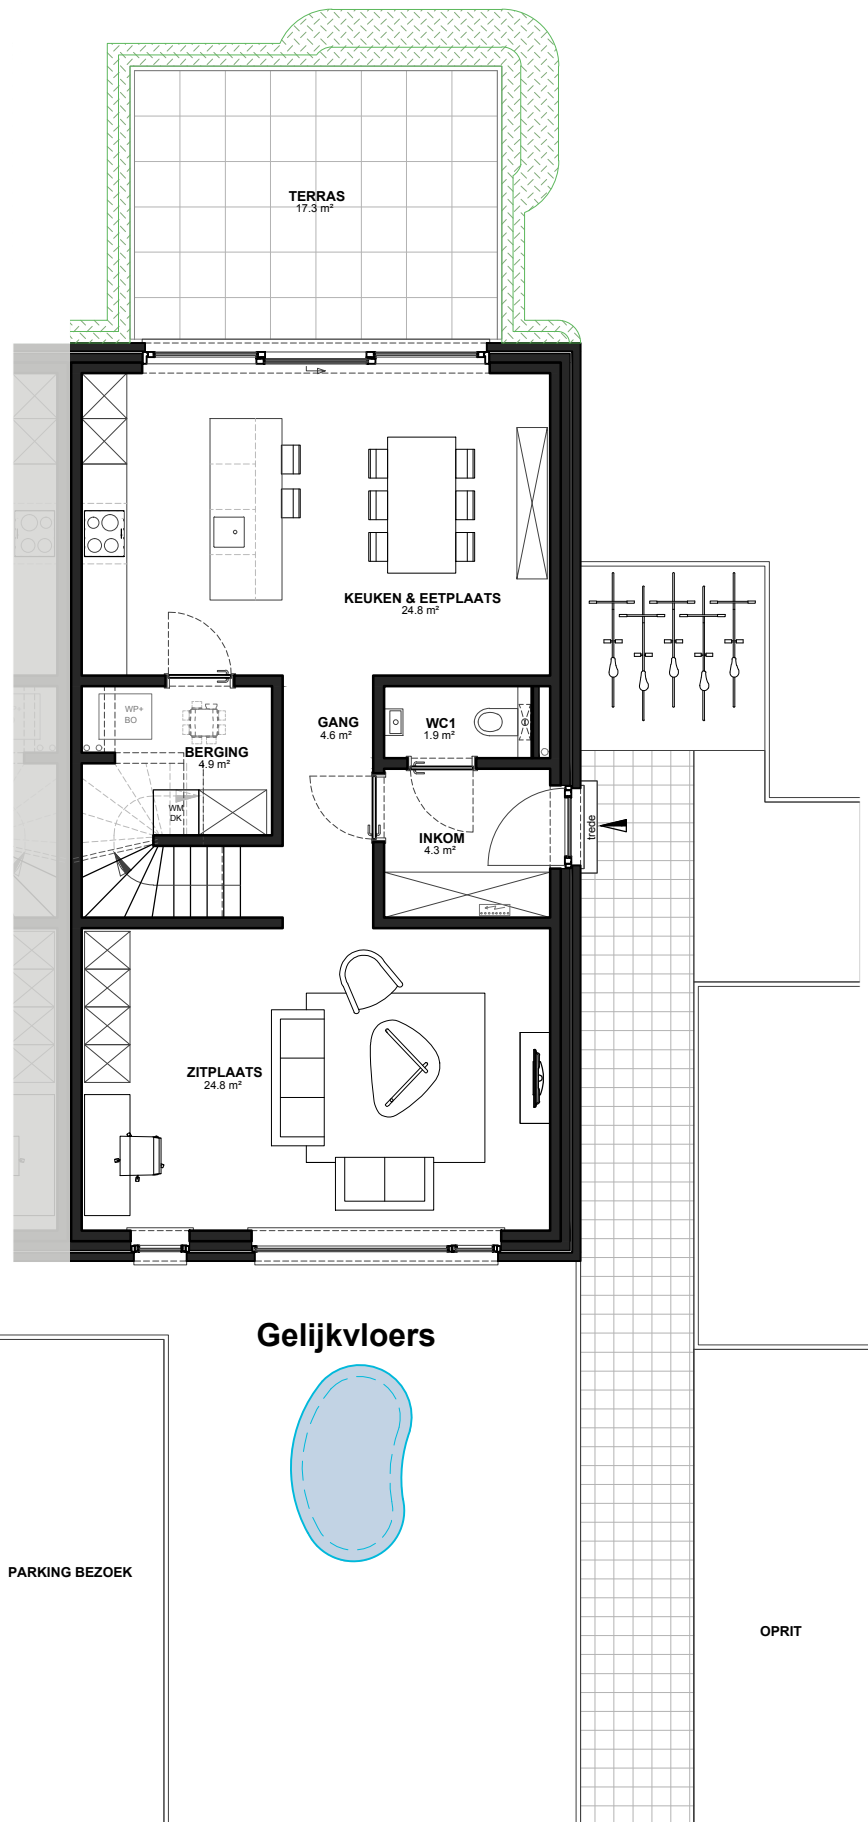 TERRAS
17.3 m²
KEUKEN & EETPLAATS
24.8 m²
WP+
BO
GANG
4.6 m²
WC1
1.9 m²
BERGING
4.9 m²
WM
DK
INKOM
4.3 m²
trede
ZITPLAATS
24.8 m²
Gelijkvloers
PARKING BEZOEK
OPRIT